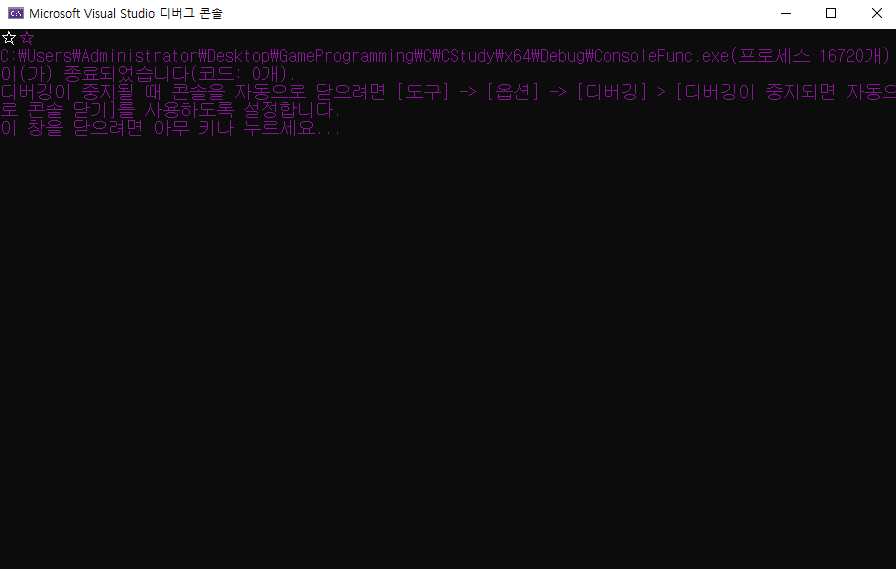 Microsoft Visual Studio 디버그 콘솔
☆☆
C:\Users\Administrator\Desktop\GameProgramming\C\CStudy\x64\Debug\ConsoleFunc.exe(프로세스 16720개)
이(가) 종료되었습니다(코드: 0개).
디버깅이 중지될 때 콘솔을 자동으로 닫으려면 [도구] -> [옵션] -> [디버깅] > [디버깅이 중지되면 자동으
로 콘솔 닫기]를 사용하도록 설정합니다.
이 창을 닫으려면 아무 키나 누르세요...